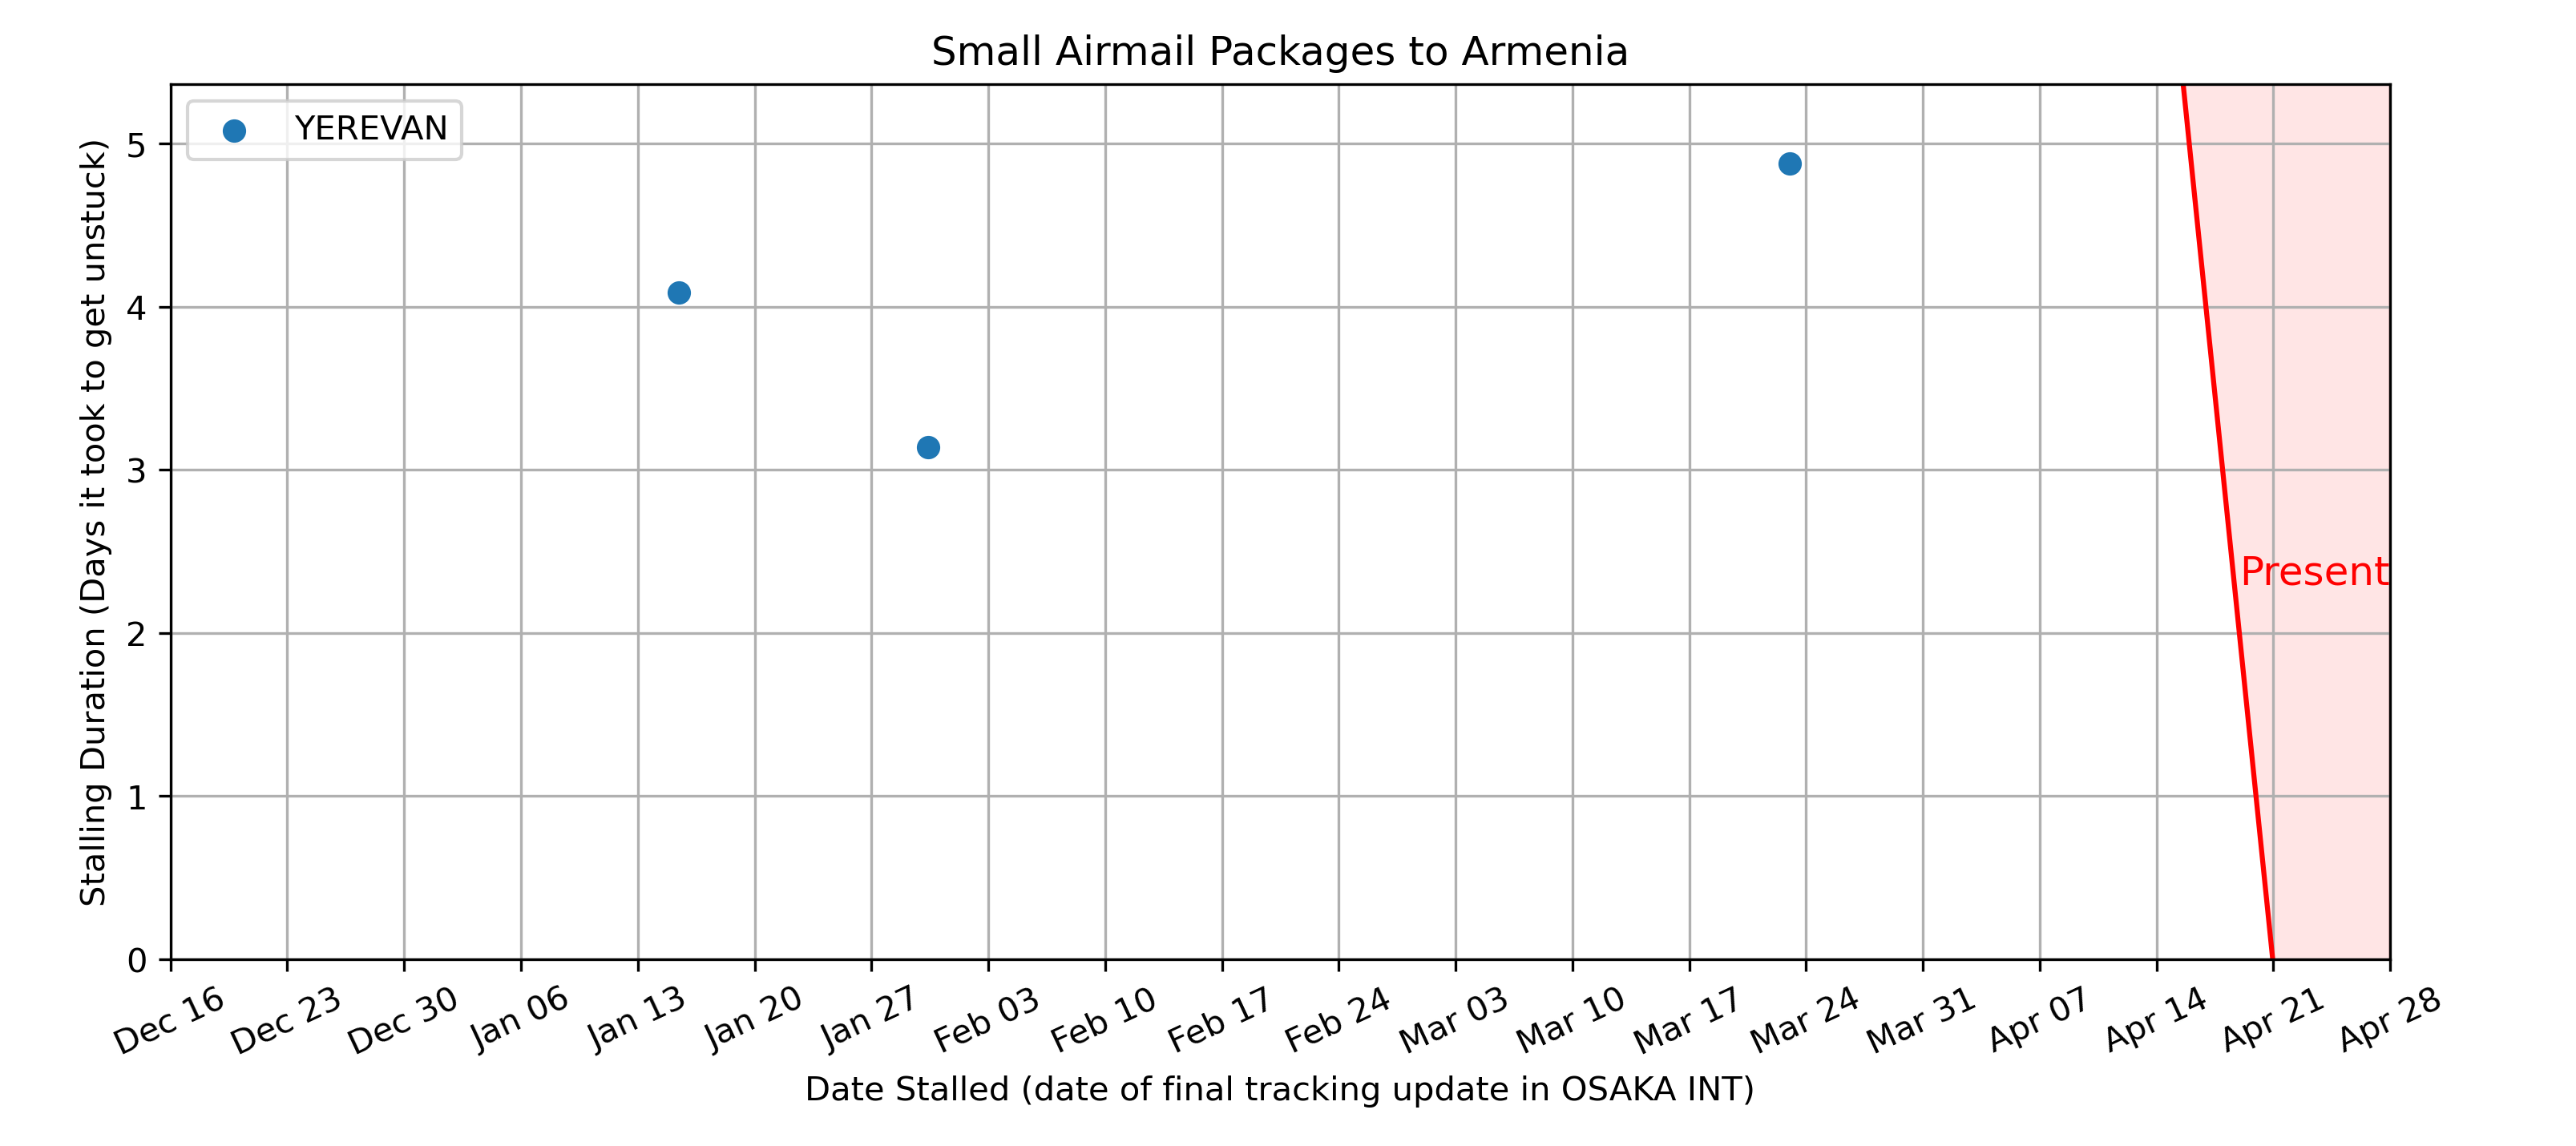 Small Airmail Packages to Armenia
YEREVAN
Stalling Duration (Days it took to get unstuck)
5
4
3
2
1
0
Present
Dec 16
Dec 23
Dec 30
Jan 06
Jan 13
Jan 20
Jan 27
Feb 03
Feb 10
Feb 17
Feb 24
Mar 03
Mar 10
Mar 17
Mar 24
Mar 31
Apr 07
Apr 14
Apr 21
Apr 28
Date Stalled (date of final tracking update in OSAKA INT)